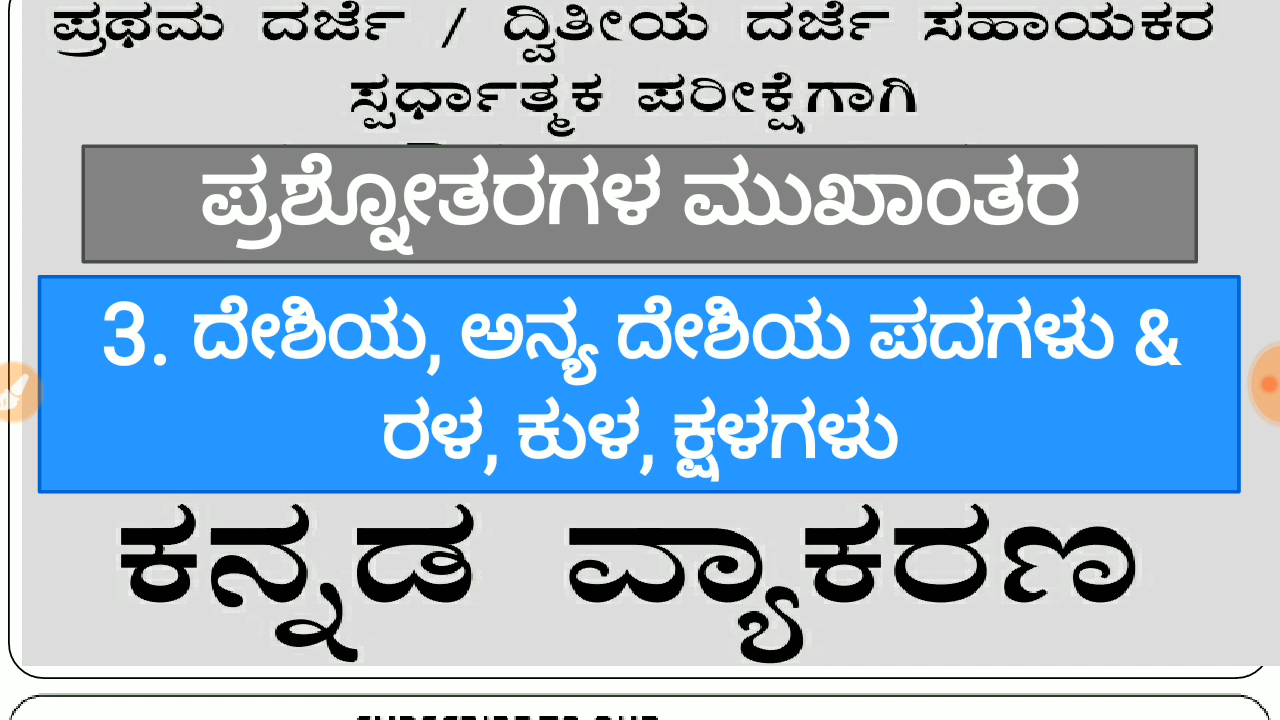 ಪ್ರಥಮ ದರ್ಜೆ / ದ್ವಿತೀಯ ದರ್ಜೆ ಸಹಾಯಕರ
ಸ್ಪರ್ಧಾತ್ಮಕ ಪರೀಕ್ಷೆಗಾಗಿ
ಪ್ರಶ್ನೋತರಗಳ ಮುಖಾಂತರ
3. ದೇಶಿಯ, ಅನ್ಯ ದೇಶಿಯ ಪದಗಳು &
ರಳ, ಕುಳ, ಕ್ಷಳಗಳು
ಕನ್ನಡ ವ್ಯಾಕರಣ